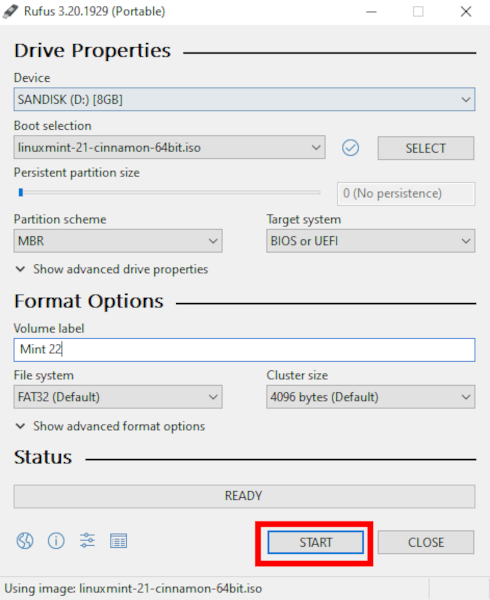 Rufus 3.20.1929 (Portable)
Drive Properties
Device
SANDISK (D:) [8GB]
Boot selection
linuxmint-21-cinnamon-64bit.iso
SELECT
Persistent partition size
0 (No persistence)
Partition scheme Target system
MBR BIOS or UEFI
Show advanced drive properties
Format Options
Volume label
Mint 22
File system Cluster size
FAT32 (Default) 4096 bytes (Default)
Show advanced format options
Status
READY
START CLOSE
Using image: linuxmint-21-cinnamon-64bit.iso